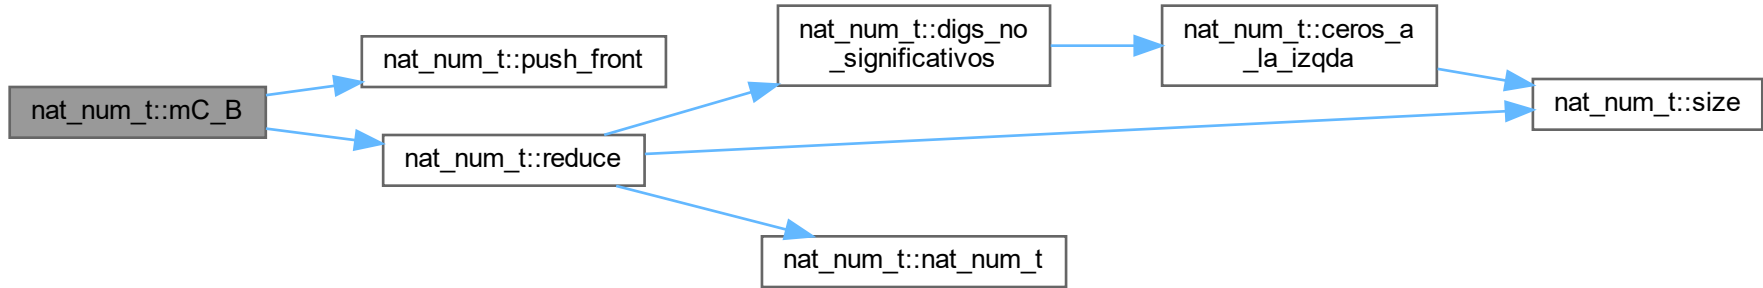 nat_num_t::mC_B
nat_num_t::push_front
nat_num_t::reduce
nat_num_t::digs_no
_significativos
nat_num_t::ceros_a
_la_izqda
nat_num_t::size
nat_num_t::nat_num_t